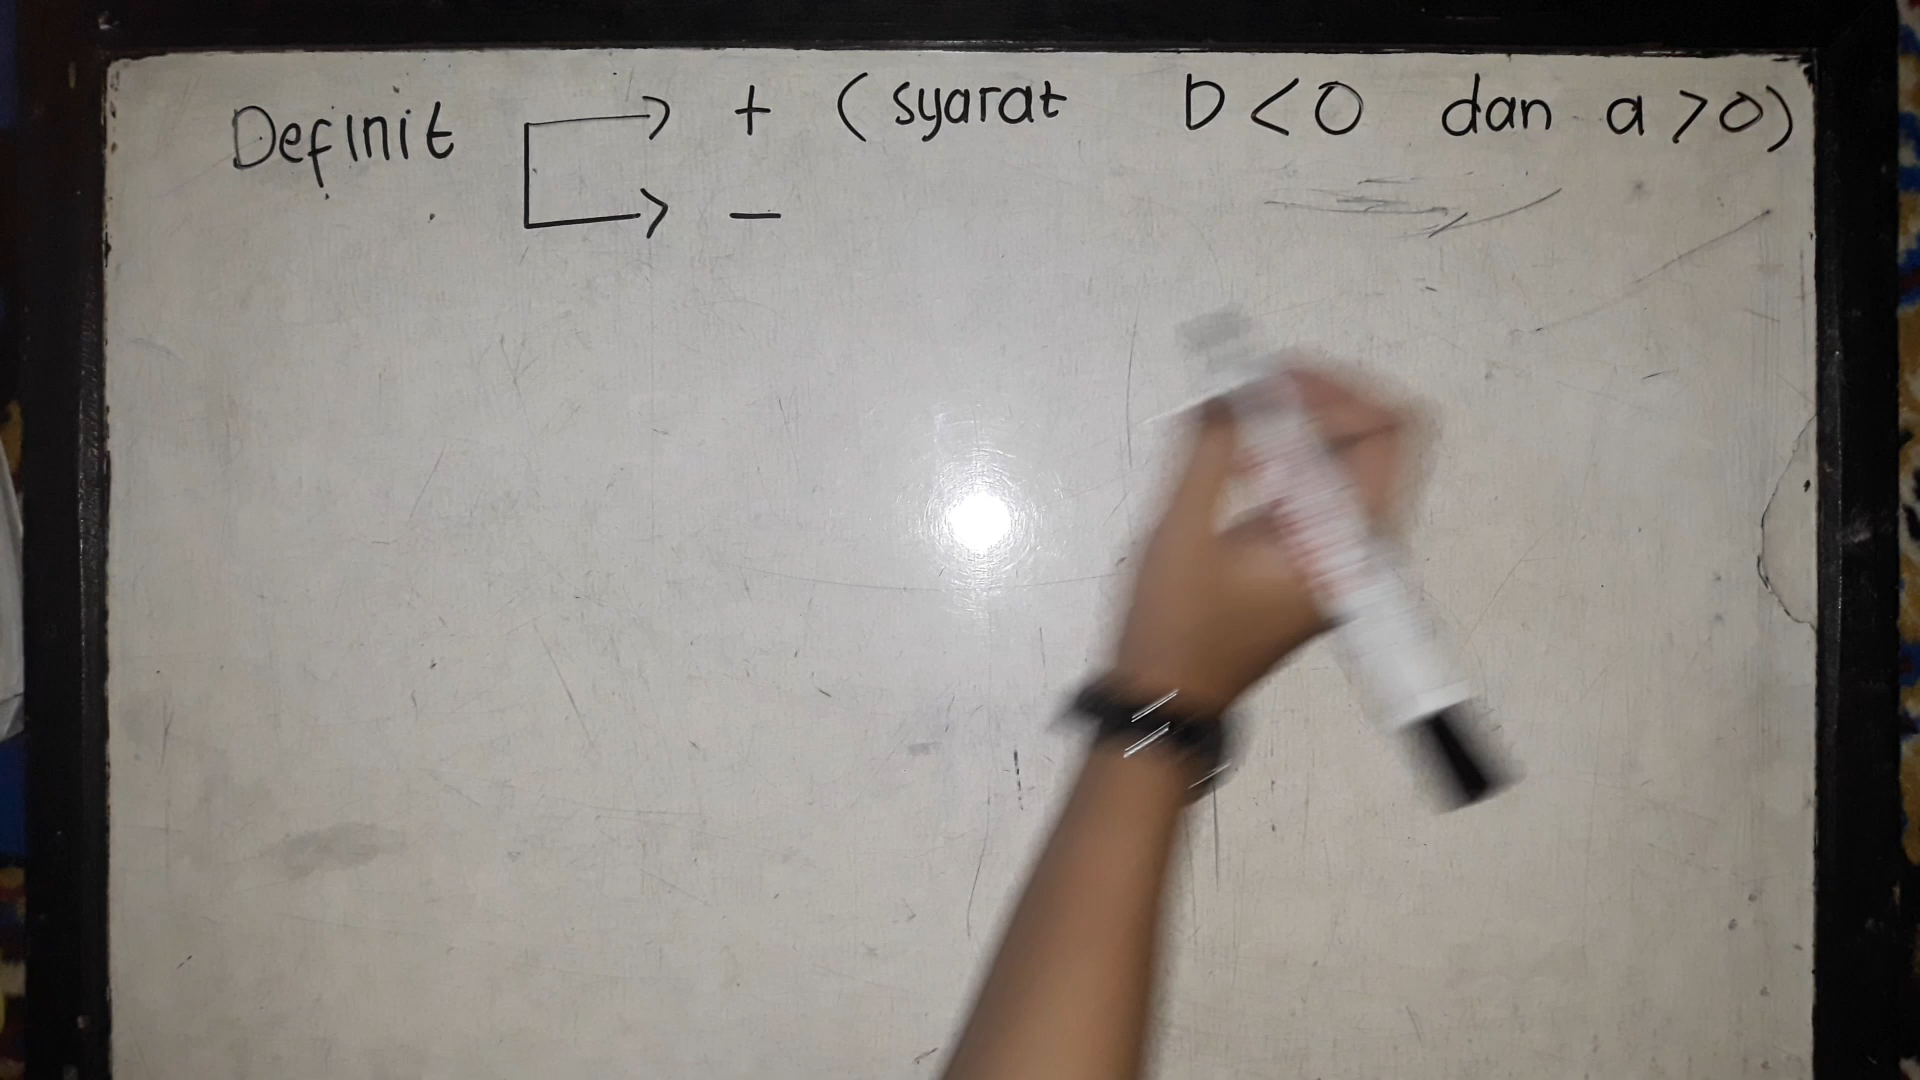 Definit → + (syarat D < 0 dan a > 0)
→ −